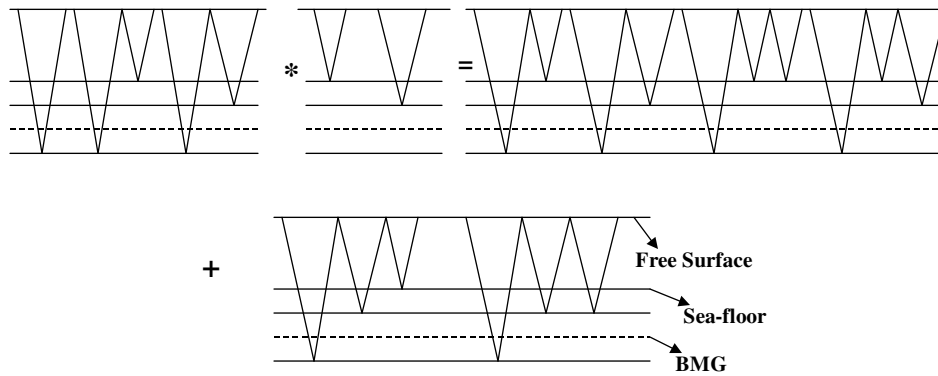 * =
+
Free Surface
Sea-floor
BMG